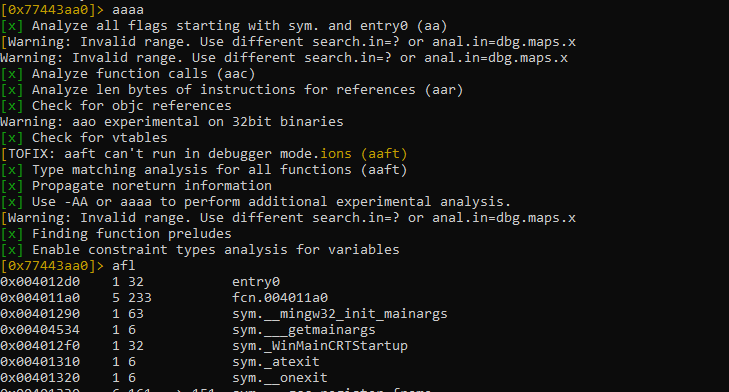 [0x77443aa0]> aaaa
[x] Analyze all flags starting with sym. and entry0 (aa)
[Warning: Invalid range. Use different search.in=? or anal.in=dbg.maps.x
Warning: Invalid range. Use different search.in=? or anal.in=dbg.maps.x
[x] Analyze function calls (aac)
[x] Analyze len bytes of instructions for references (aar)
[x] Check for objc references
Warning: aao experimental on 32bit binaries
[x] Check for vtables
[TOFIX: aaft can't run in debugger mode.ions (aaft)
[x] Type matching analysis for all functions (aaft)
[x] Propagate noreturn information
[x] Use -AA or aaaa to perform additional experimental analysis.
[Warning: Invalid range. Use different search.in=? or anal.in=dbg.maps.x
[x] Finding function preludes
[x] Enable constraint types analysis for variables
[0x77443aa0]> afl
0x004012d0    1 32           entry0
0x004011a0    5 233          fcn.004011a0
0x00401290    1 63           sym.__mingw32_init_mainargs
0x00404534    1 6            sym.___getmainargs
0x004012f0    1 32           sym._WinMainCRTStartup
0x00401310    1 6            sym._atexit
0x00401320    1 6            sym.__onexit